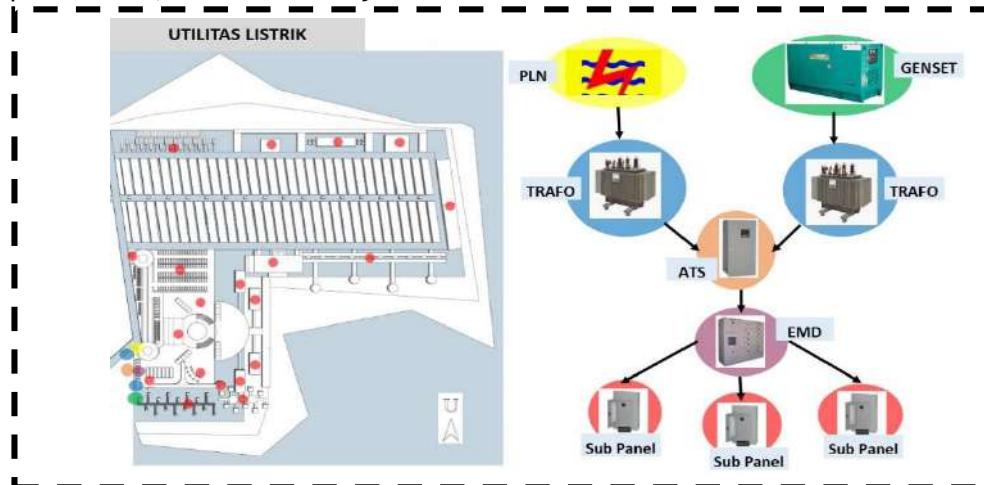 UTILITAS LISTRIK
PLN
GENSET
TRAFO
TRAFO
ATS
EMD
Sub Panel
Sub Panel
Sub Panel
U